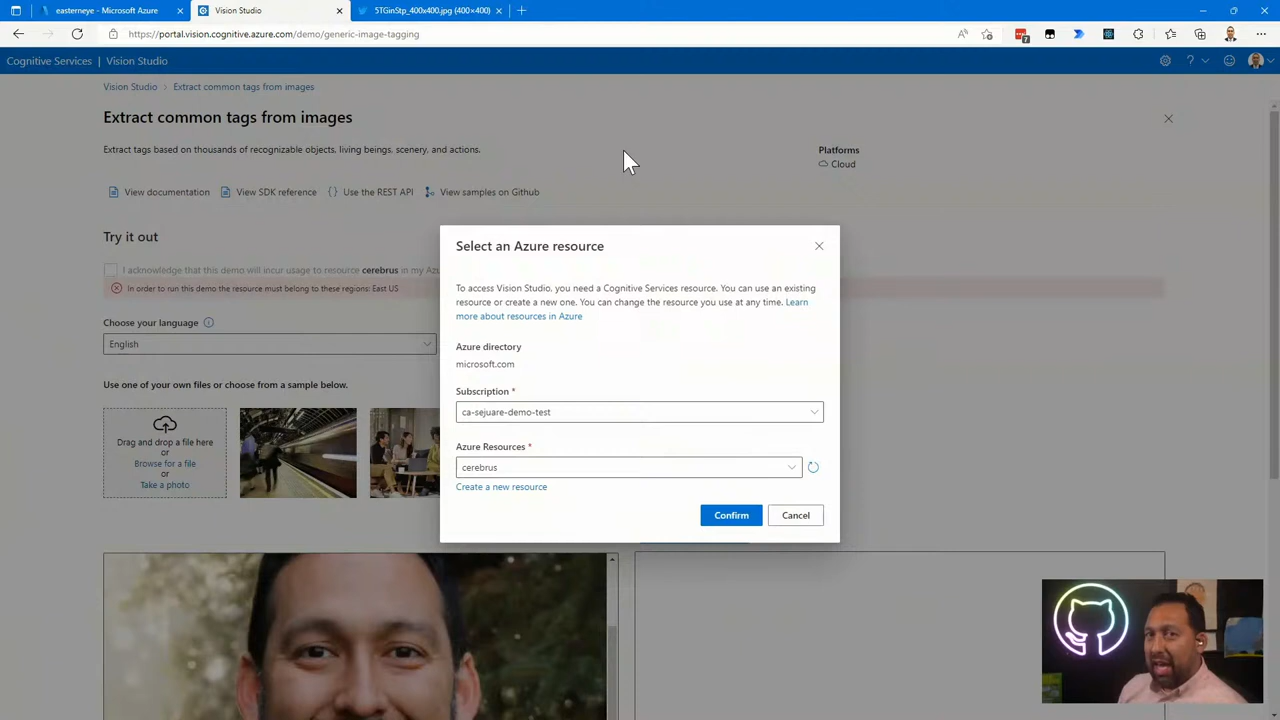 easterneye - Microsoft Azure
Vision Studio
5TGinStp_400x400.jpg (400×400)
https://portal.vision.cognitive.azure.com/demo/generic-image-tagging
7
Cognitive Services | Vision Studio
Vision Studio > Extract common tags from images
Extract common tags from images
Extract tags based on thousands of recognizable objects, living beings, scenery, and actions.
Platforms
Cloud
View documentation
View SDK reference
Use the REST API
View samples on Github
Try it out
I acknowledge that this demo will incur usage to resource cerebrus in my Azu
In order to run this demo the resource must belong to these regions: East US
Choose your language
English
Use one of your own files or choose from a sample below.
Drag and drop a file here
or
Browse for a file
or
Take a photo
Select an Azure resource
To access Vision Studio, you need a Cognitive Services resource. You can use an existing
resource or create a new one. You can change the resource you use at any time. Learn
more about resources in Azure
Azure directory
microsoft.com
Subscription *
ca-sejuare-demo-test
Azure Resources *
cerebrus
Create a new resource
Confirm
Cancel